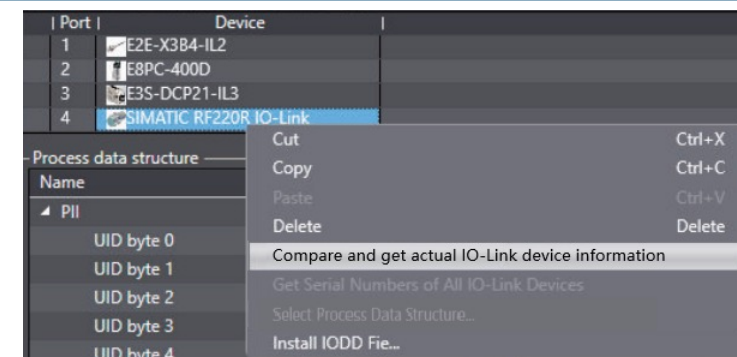 | Port | Device |
1 E2E-X3B4-IL2
2 E8PC-400D
3 E3S-DCP21-IL3
4 SIMATIC RF220R IO-Link
Cut Ctrl+X
Process data structure
Copy Ctrl+C
Name
Paste Ctrl+V
PII
Delete Delete
UID byte 0
Compare and get actual IO-Link device information
UID byte 1
Get Serial Numbers of All IO-Link Devices
UID byte 2
Select Process Data Structure...
UID byte 3
Install IODD Fie...
UID byte 4